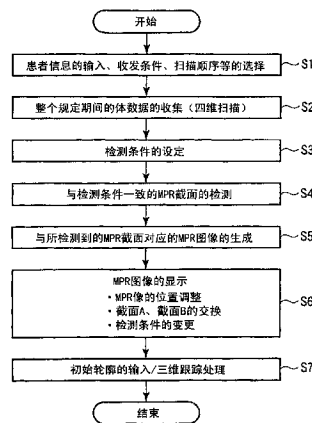 开始
患者信息的输入、收发条件、扫描顺序等的选择 S1
整个规定期间的体数据的收集（四维扫描） S2
检测条件的设定 S3
与检测条件一致的MPR截面的检测 S4
与所检测到的MPR截面对应的MPR图像的生成 S5
MPR图像的显示
・MPR像的位置调整
・截面A、截面B的交换
・检测条件的变更
S6
初始轮廓的输入/三维跟踪处理 S7
结束